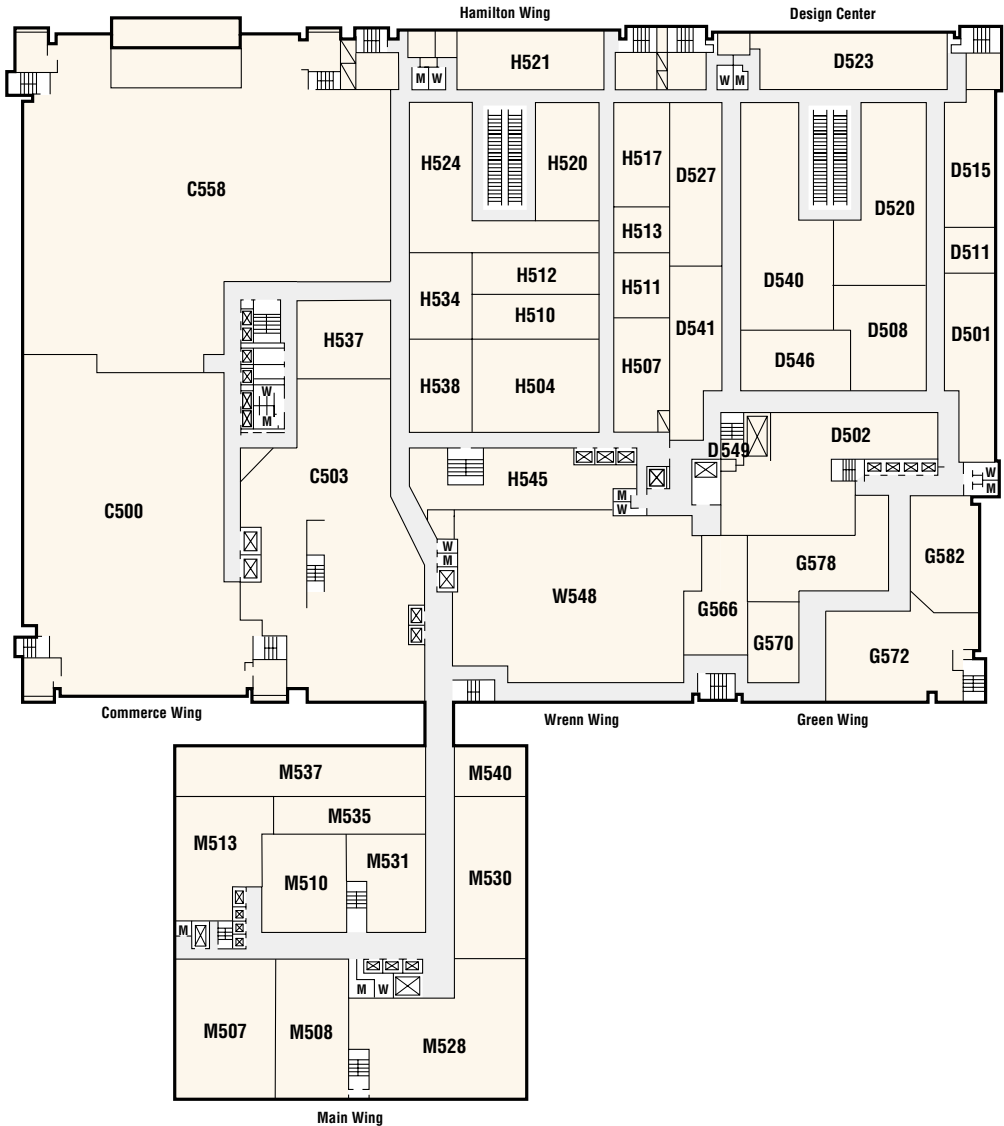 Hamilton Wing
Design Center
H521
D523
M W
W M
H524
H520
H517
D527
D515
C558
D520
H513
D511
H512
H534
H511
D540
H510
D541
D501
H537
D508
H538
H504
H507
D546
W
M
D502
D549
C503
H545
W
M
M
W
C500
W
M
G582
G578
W548
G566
G570
G572
Commerce Wing
Wrenn Wing
Green Wing
M537
M540
M535
M513
M531
M510
M530
M
M W
M507
M508
M528
Main Wing